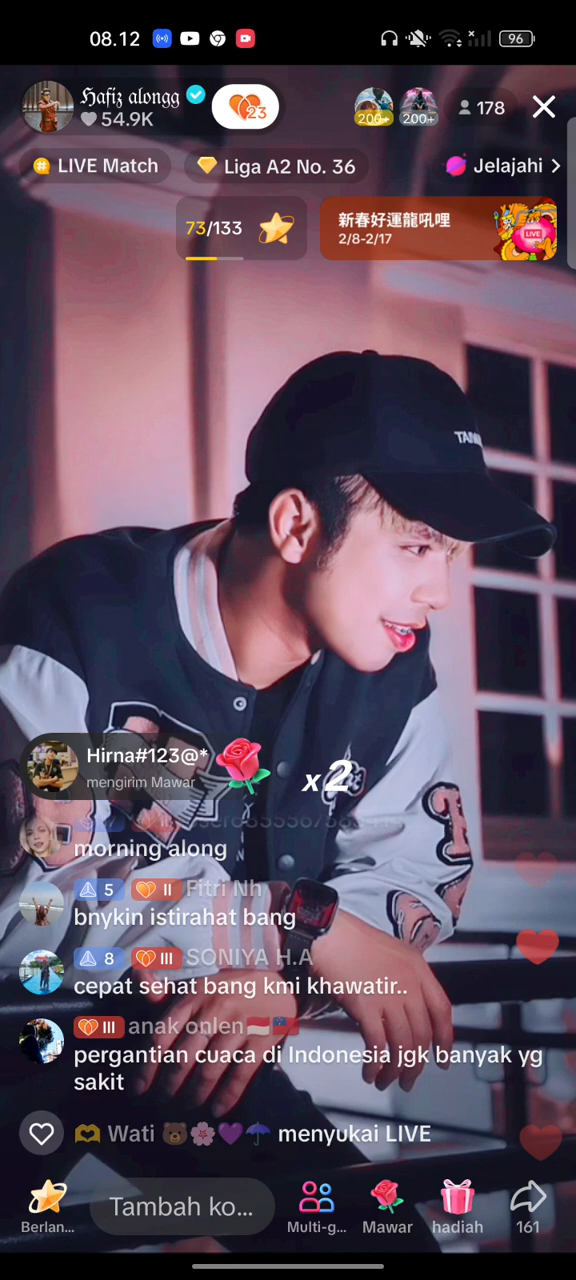 08.12
96
ℌ𝔞𝔣𝔦𝔷 𝔞𝔩𝔬𝔫𝔤𝔤
54.9K
23
200+
200+
178
LIVE Match
Liga A2 No. 36
Jelajahi
73/133
新春好運龍吼哩
2/8-2/17
LIVE
Hirna#123@*
mengirim Mawar
x2
morning along
5 II Fitri Nh
bnykin istirahat bang
8 III SONIYA H.A
cepat sehat bang kmi khawatir..
III anak onlen🇮🇩🇼🇸
pergantian cuaca di Indonesia jgk banyak yg
sakit
🫶 Wati 🐻🌸💜☂️ menyukai LIVE
Berlan...
Tambah ko...
Multi-g...
Mawar
hadiah
161